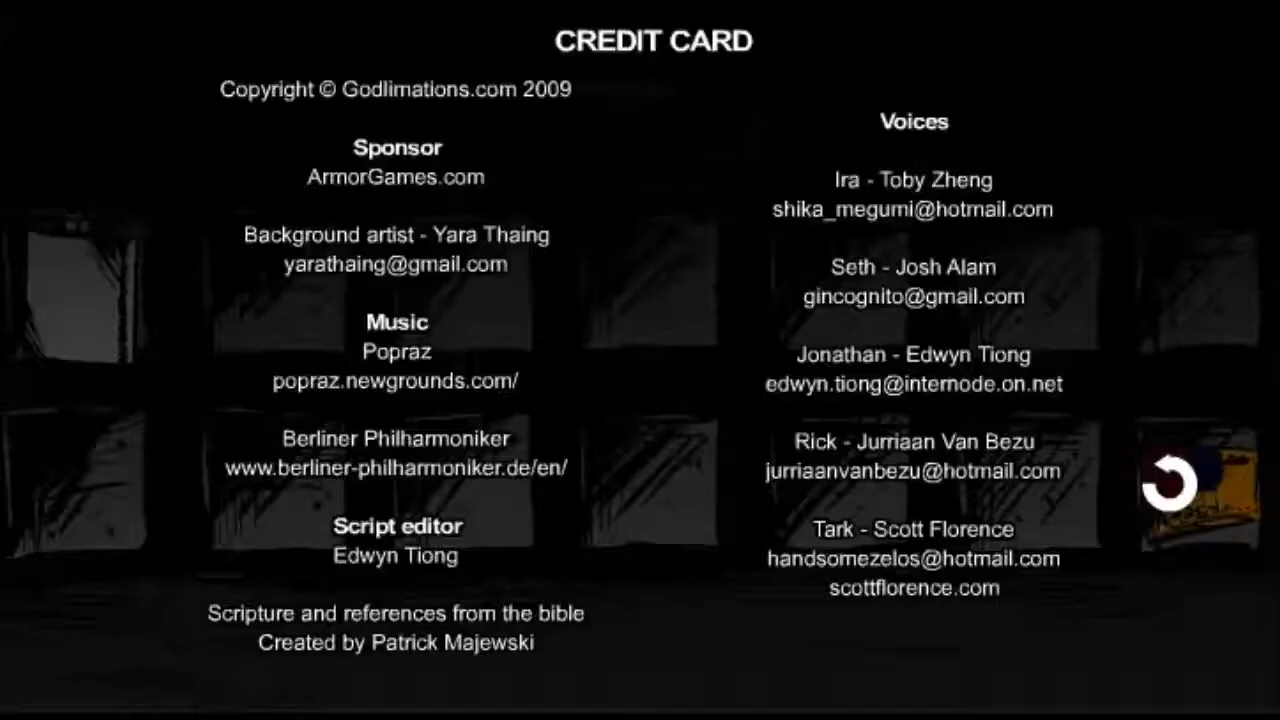 CREDIT CARD
Copyright © Godlimations.com 2009
Sponsor
ArmorGames.com
Background artist - Yara Thaing
yarathaing@gmail.com
Music
Popraz
popraz.newgrounds.com/
Berliner Philharmoniker
www.berliner-philharmoniker.de/en/
Script editor
Edwyn Tiong
Scripture and references from the bible
Created by Patrick Majewski
Voices
Ira - Toby Zheng
shika_megumi@hotmail.com
Seth - Josh Alam
gincognito@gmail.com
Jonathan - Edwyn Tiong
edwyn.tiong@internode.on.net
Rick - Jurriaan Van Bezu
jurriaanvanbezu@hotmail.com
Tark - Scott Florence
handsomezelos@hotmail.com
scottflorence.com